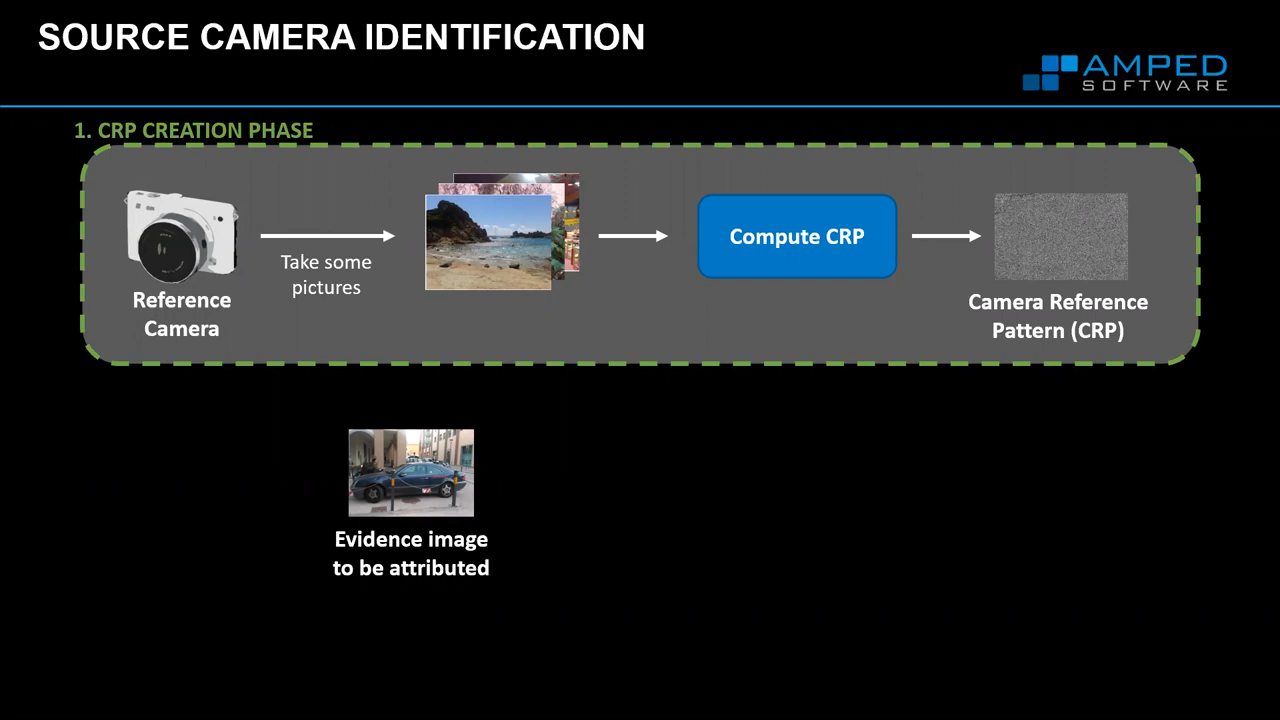 SOURCE CAMERA IDENTIFICATION
AMPED
SOFTWARE
1. CRP CREATION PHASE
Take some
pictures
Reference
Camera
Compute CRP
Camera Reference
Pattern (CRP)
Evidence image
to be attributed